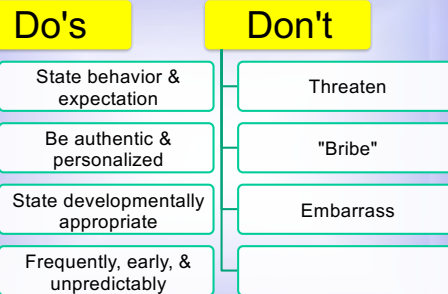 Do's
Don't
State behavior &
expectation
Threaten
Be authentic &
personalized
"Bribe"
State developmentally
appropriate
Embarrass
Frequently, early, &
unpredictably